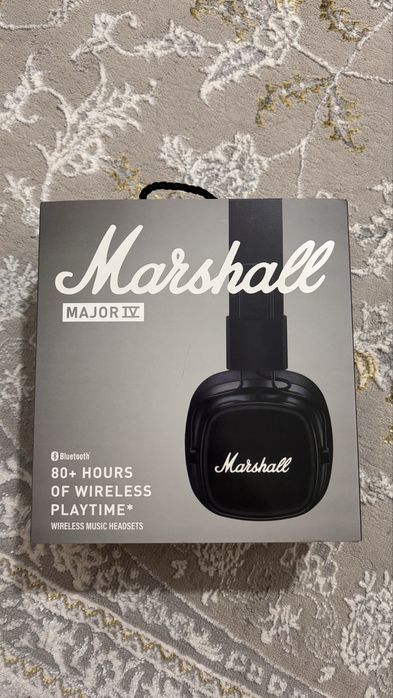 Marshall
MAJOR IV
Marshall
Bluetooth
80+ HOURS
OF WIRELESS
PLAYTIME*
WIRELESS MUSIC HEADSETS